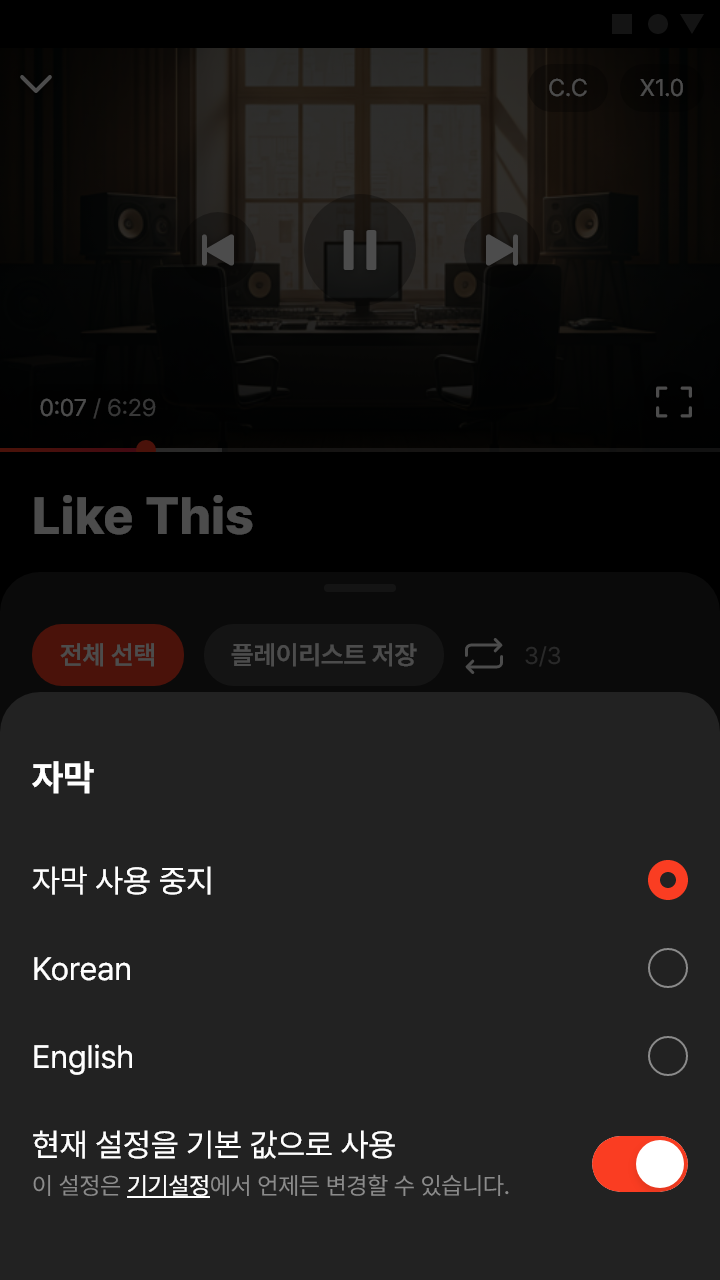 C.C
X1.0
0:07 / 6:29
Like This
전체 선택
플레이리스트 저장
3/3
자막
자막 사용 중지
Korean
English
현재 설정을 기본 값으로 사용
이 설정은 기기설정에서 언제든 변경할 수 있습니다.